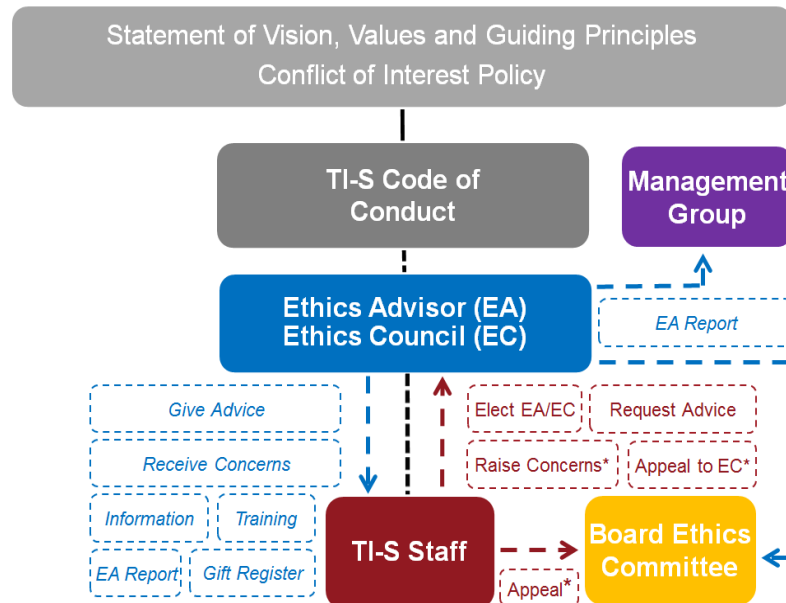 Statement of Vision, Values and Guiding Principles
Conflict of Interest Policy
TI-S Code of
Conduct
Management
Group
Ethics Advisor (EA)
Ethics Council (EC)
EA Report
Give Advice
Elect EA/EC
Request Advice
Receive Concerns
Raise Concerns*
Appeal to EC*
Information
Training
TI-S Staff
Board Ethics
Committee
EA Report
Gift Register
Appeal*